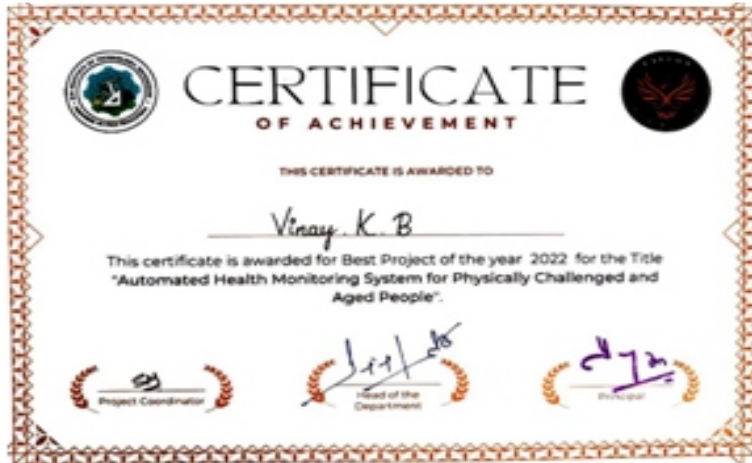 CERTIFICATE
OF ACHIEVEMENT
THIS CERTIFICATE IS AWARDED TO
Vinay. K. B
This certificate is awarded for Best Project of the year 2022 for the Title
"Automated Health Monitoring System for Physically Challenged and
Aged People".
Project Coordinator
Head of the
Department
Principal